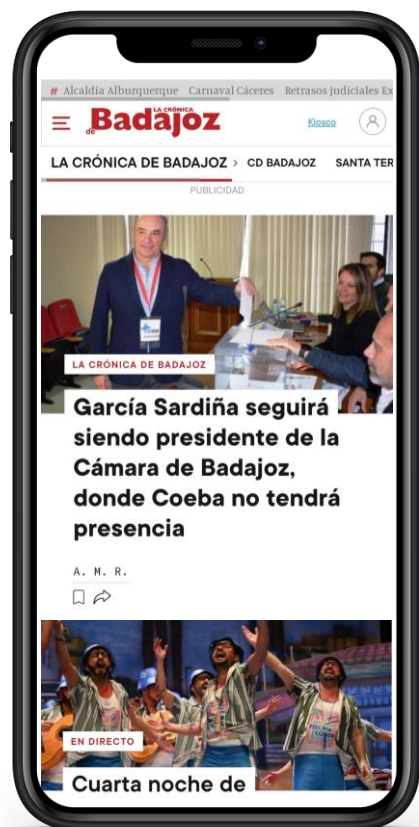 # Alcaldía Alburquerque Carnaval Cáceres Retrasos judiciales Ex
LA CRÓNICA
de Badajoz
Kiosco
LA CRÓNICA DE BADAJOZ > CD BADAJOZ SANTA TER
PUBLICIDAD
LA CRÓNICA DE BADAJOZ
García Sardiña seguirá
siendo presidente de la
Cámara de Badajoz,
donde Coeba no tendrá
presencia
A. M. R.
EN DIRECTO
Cuarta noche de